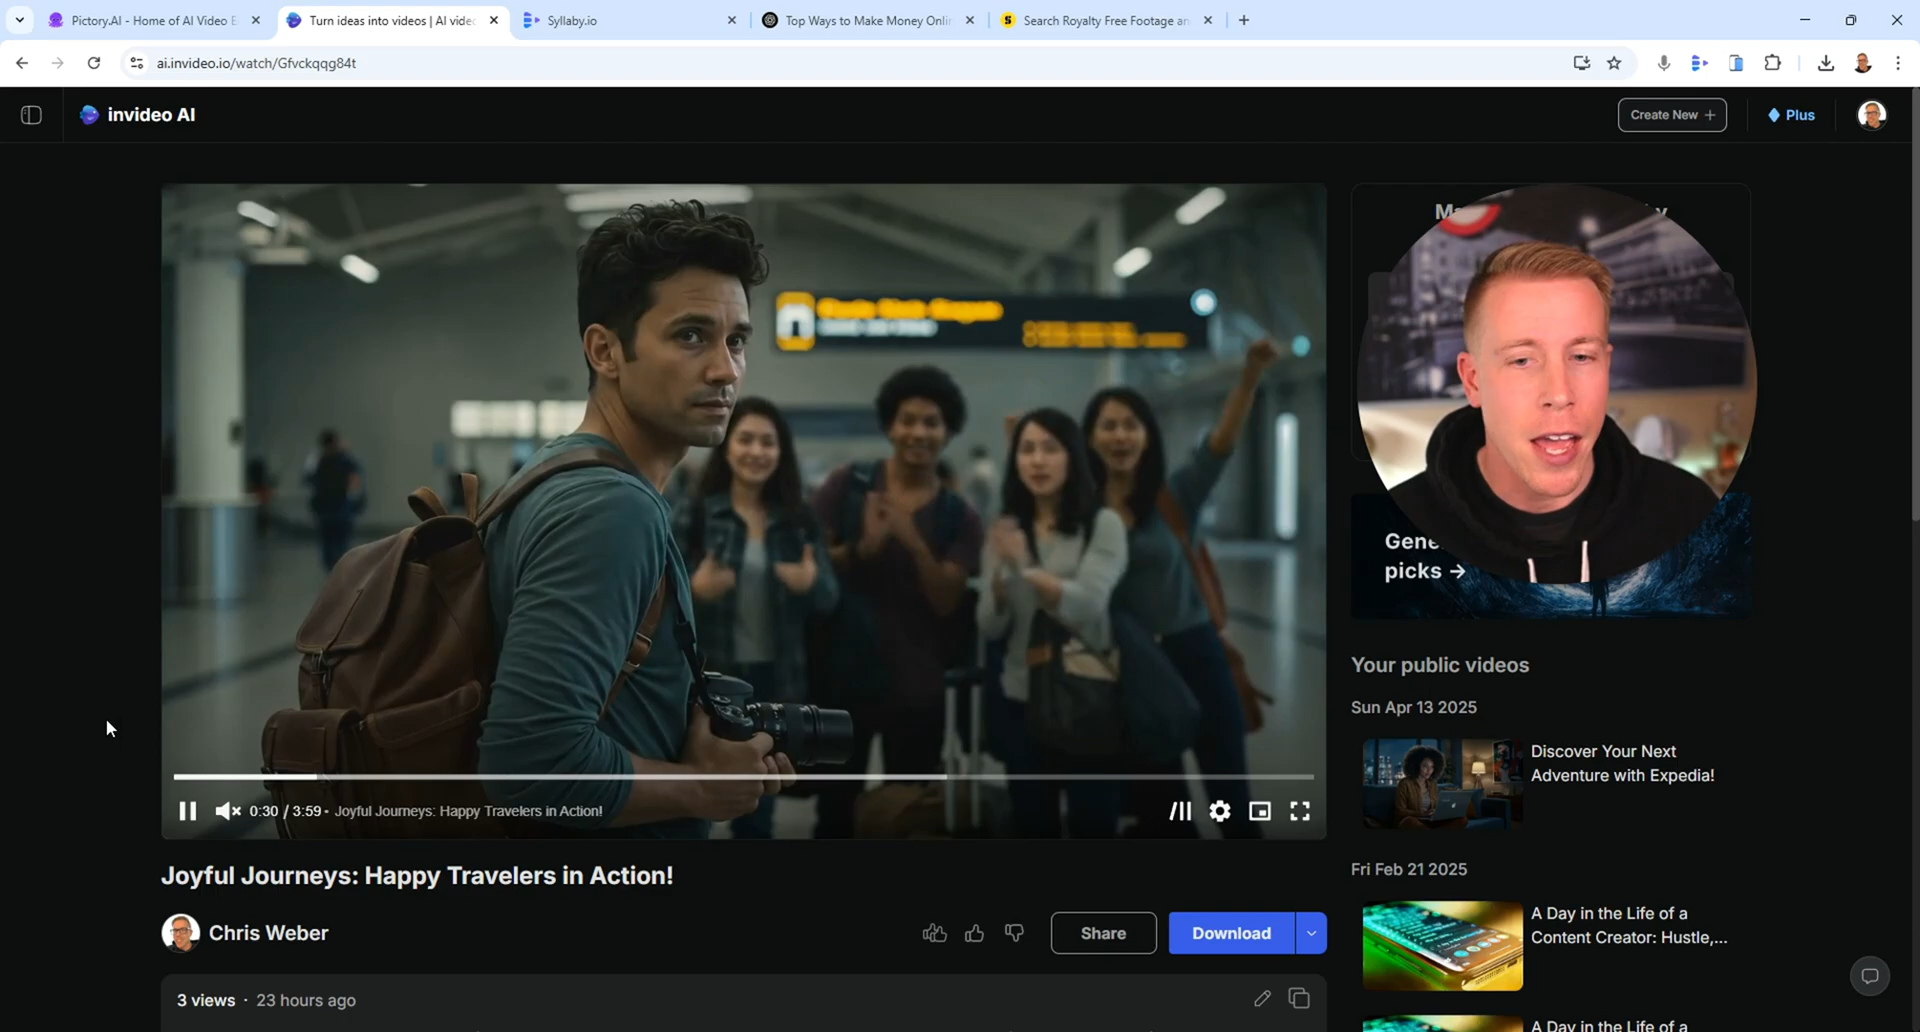 Pictory.AI - Home of AI Video E
Turn ideas into videos | AI videc
Syllaby.io
Top Ways to Make Money Onlin
Search Royalty Free Footage an
ai.invideo.io/watch/Gfvckqqg84t
invideo AI
Create New +
Plus
Gene
picks →
0:30 / 3:59 • Joyful Journeys: Happy Travelers in Action!
Your public videos
Sun Apr 13 2025
Discover Your Next
Adventure with Expedia!
Fri Feb 21 2025
A Day in the Life of a
Content Creator: Hustle,...
A Day in the Life of a
Joyful Journeys: Happy Travelers in Action!
Chris Weber
Share
Download
3 views · 23 hours ago